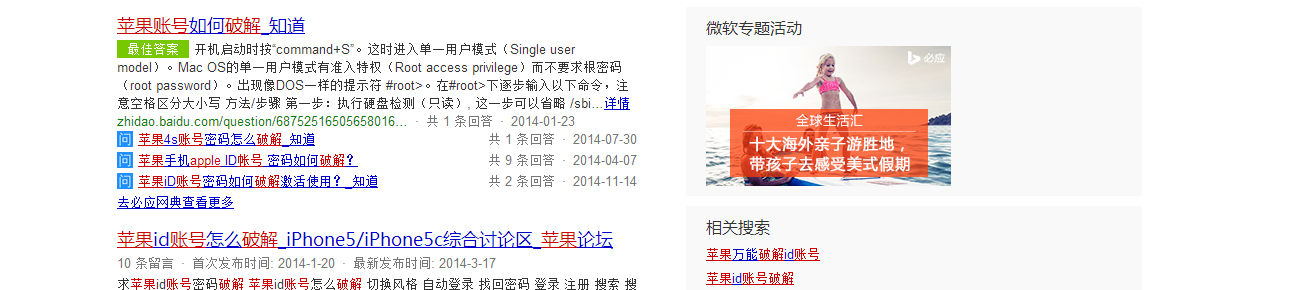 苹果账号如何破解_知道
最佳答案 开机启动时按“command+S”。这时进入单一用户模式（Single user
model）。Mac OS的单一用户模式有准入特权（Root access privilege）而不要求根密码
（root password）。出现像DOS一样的提示符 #root>。在#root>下逐步输入以下命令，注
意空格区分大小写 方法/步骤 第一步：执行硬盘检测（只读）, 这一步可以省略 /sbi...详情
zhidao.baidu.com/question/68752516505658016... · 共 1 条回答 · 2014-01-23
问 苹果4s账号密码怎么破解_知道 共 1 条回答 · 2014-07-30
问 苹果手机apple ID帐号 密码如何破解？ 共 9 条回答 · 2014-04-07
问 苹果iD账号密码如何破解激活使用？_知道 共 2 条回答 · 2014-11-14
去必应网典查看更多
苹果id账号怎么破解_iPhone5/iPhone5c综合讨论区_苹果论坛
10 条留言 · 首次发布时间: 2014-1-20 · 最新发布时间: 2014-3-17
求苹果id账号密码破解 苹果id账号怎么破解 切换风格 自动登录 找回密码 登录 注册 搜索 搜
微软专题活动
必应
全球生活汇
十大海外亲子游胜地，
带孩子去感受美式假期
相关搜索
苹果万能破解id账号
苹果id账号破解